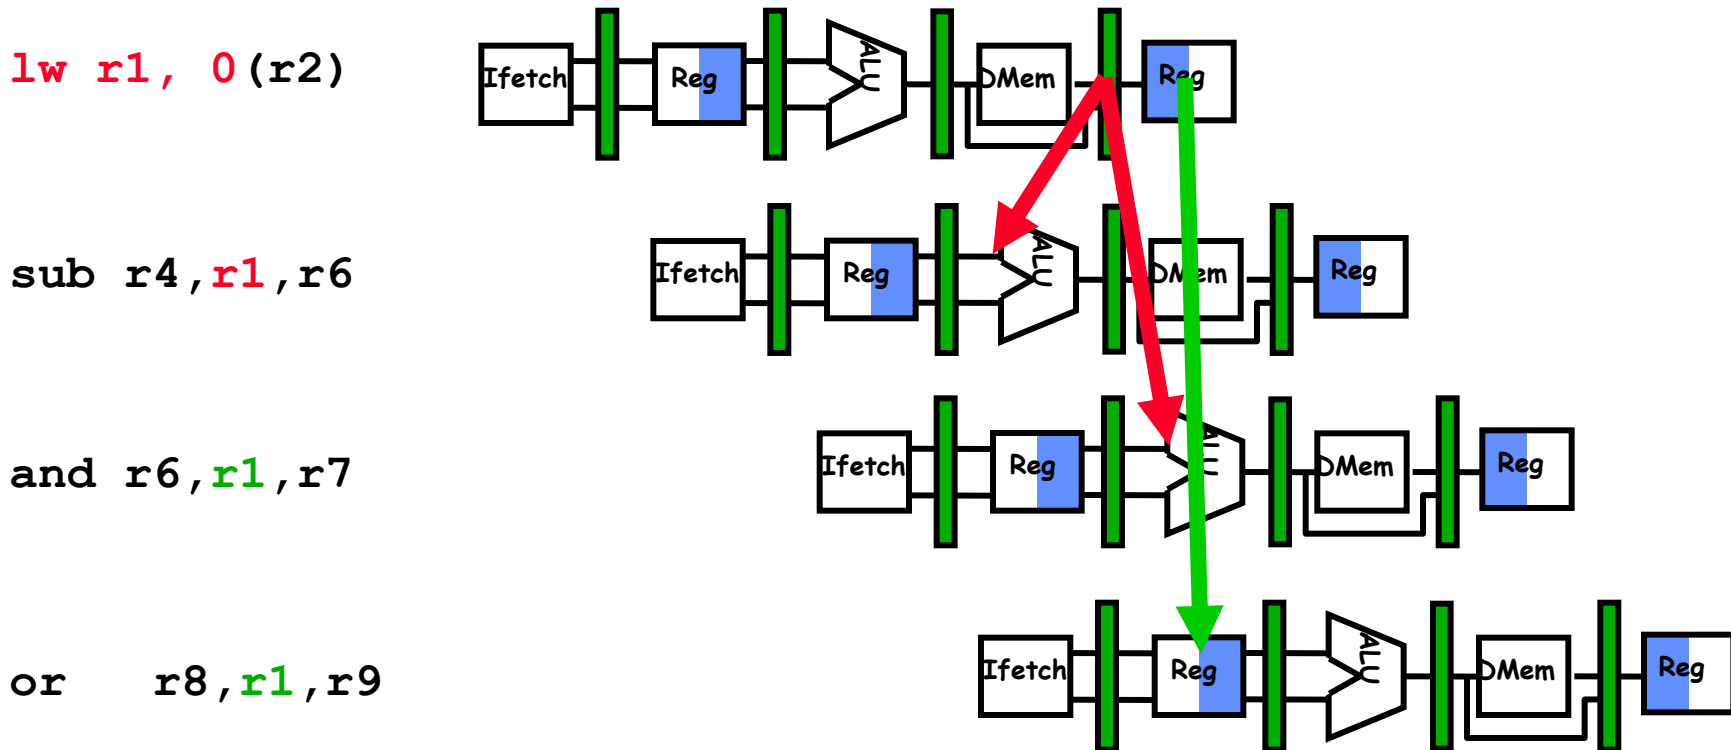 lw r1, 0(r2) Ifetch Reg ALU DMem Reg
sub r4,r1,r6 Ifetch Reg ALU DMem Reg
and r6,r1,r7 Ifetch Reg ALU DMem Reg
or r8,r1,r9 Ifetch Reg ALU DMem Reg